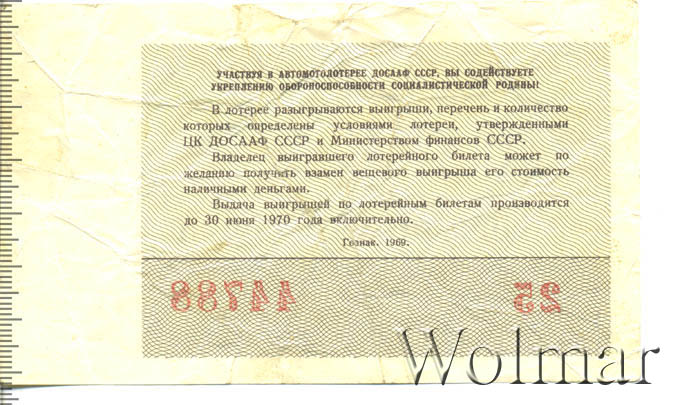 УЧАСТВУЯ В АВТОМОТОЛОТЕРЕЕ ДОСААФ СССР, ВЫ СОДЕЙСТВУЕТЕ
УКРЕПЛЕНИЮ ОБОРОНОСПОСОБНОСТИ СОЦИАЛИСТИЧЕСКОЙ РОДИНЫ!
В лотерее разыгрываются выигрыши, перечень и количество
которых определены условиями лотереи, утвержденными
ЦК ДОСААФ СССР и Министерством финансов СССР.
Владелец выигравшего лотерейного билета может по
желанию получить взамен вещевого выигрыша его стоимость
наличными деньгами.
Выдача выигрышей по лотерейным билетам производится
до 30 июня 1970 года включительно.
Гознак. 1969.
44788 25
Wolmar